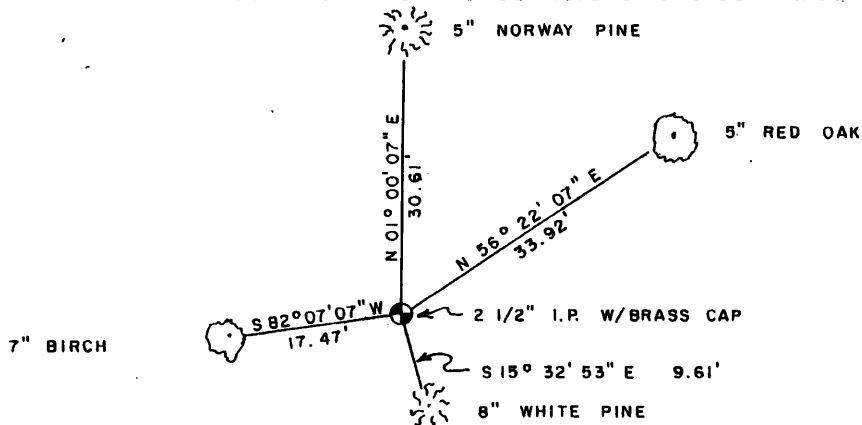 5" NORWAY PINE
5" RED OAK
N 01° 00' 07" E
30.61'
N 56° 22' 07" E
33.92'
S 82° 07' 07" W
17.47'
2 1/2" I.P. W/BRASS CAP
7" BIRCH
S 15° 32' 53" E 9.61'
8" WHITE PINE